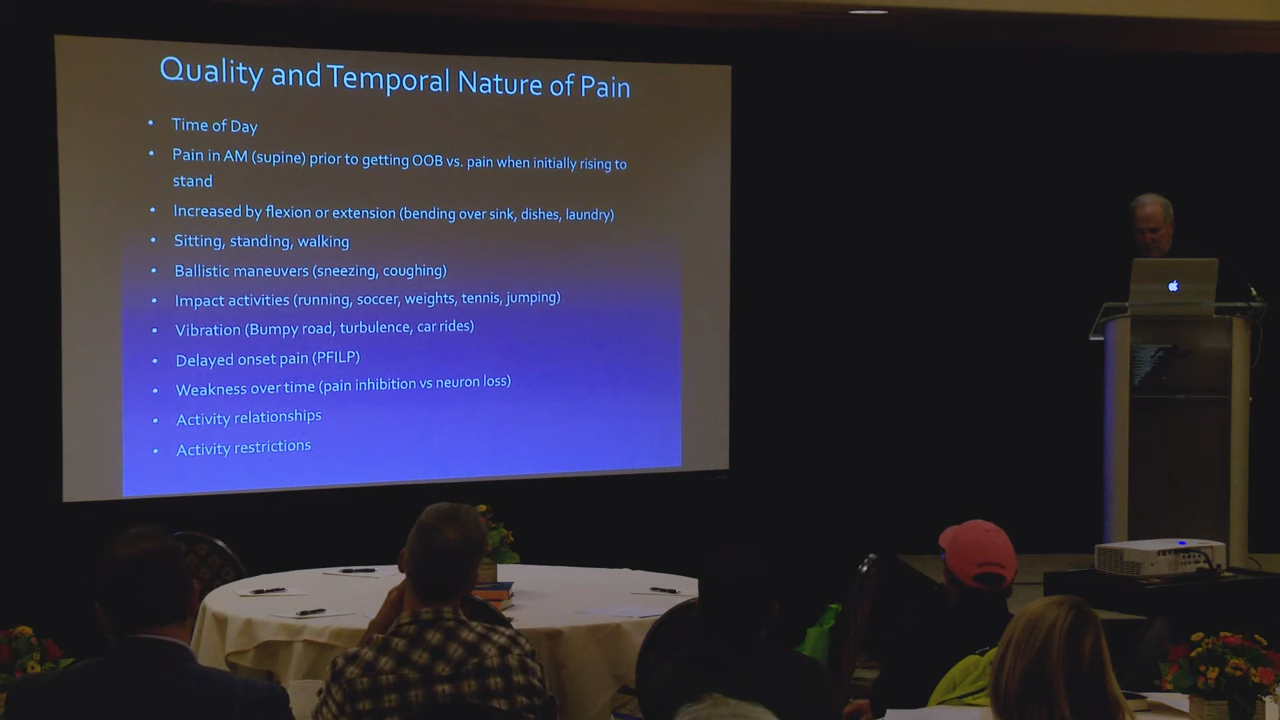 Quality and Temporal Nature of Pain
• Time of Day
• Pain in AM (supine) prior to getting OOB vs. pain when initially rising to
stand
• Increased by flexion or extension (bending over sink, dishes, laundry)
• Sitting, standing, walking
• Ballistic maneuvers (sneezing, coughing)
• Impact activities (running, soccer, weights, tennis, jumping)
• Vibration (Bumpy road, turbulence, car rides)
• Delayed onset pain (PFILP)
• Weakness over time (pain inhibition vs neuron loss)
• Activity relationships
• Activity restrictions